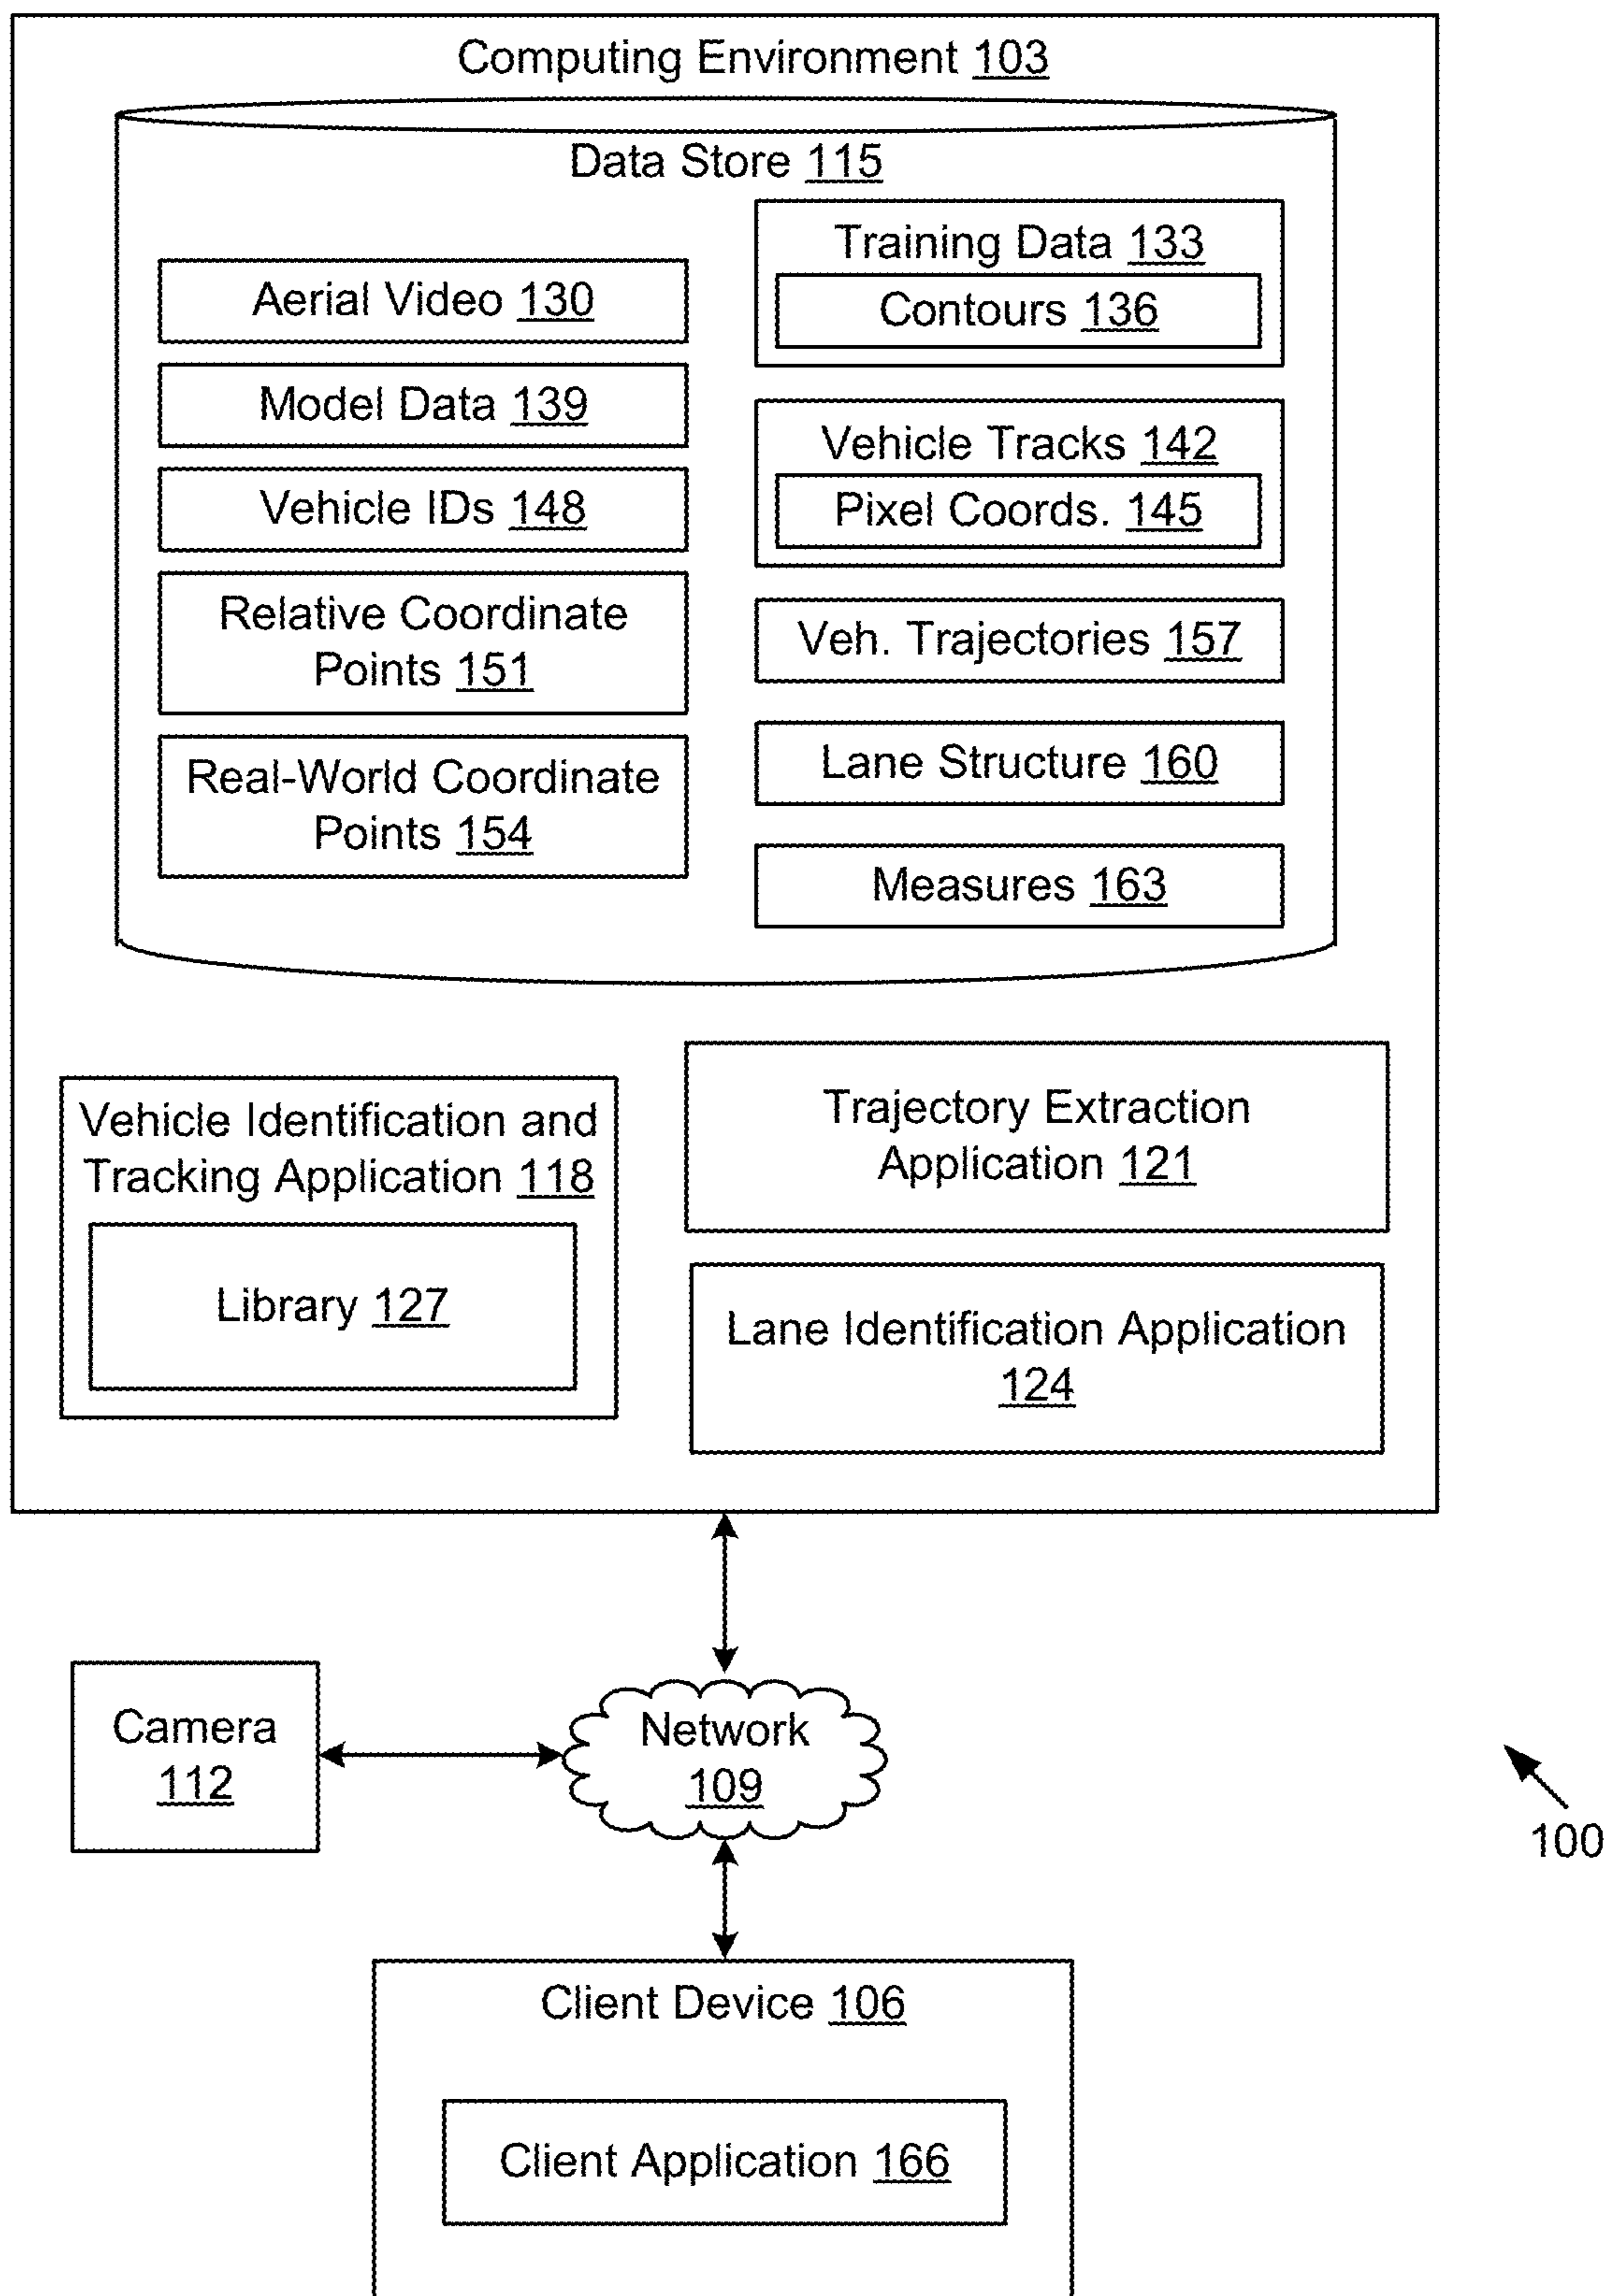 Computing Environment 103
Data Store 115
Aerial Video 130
Model Data 139
Vehicle IDs 148
Relative Coordinate
Points 151
Real-World Coordinate
Points 154
Training Data 133
Contours 136
Vehicle Tracks 142
Pixel Coords. 145
Veh. Trajectories 157
Lane Structure 160
Measures 163
Vehicle Identification and
Tracking Application 118
Library 127
Trajectory Extraction
Application 121
Lane Identification Application
124
Camera
112
Network
109
100
Client Device 106
Client Application 166